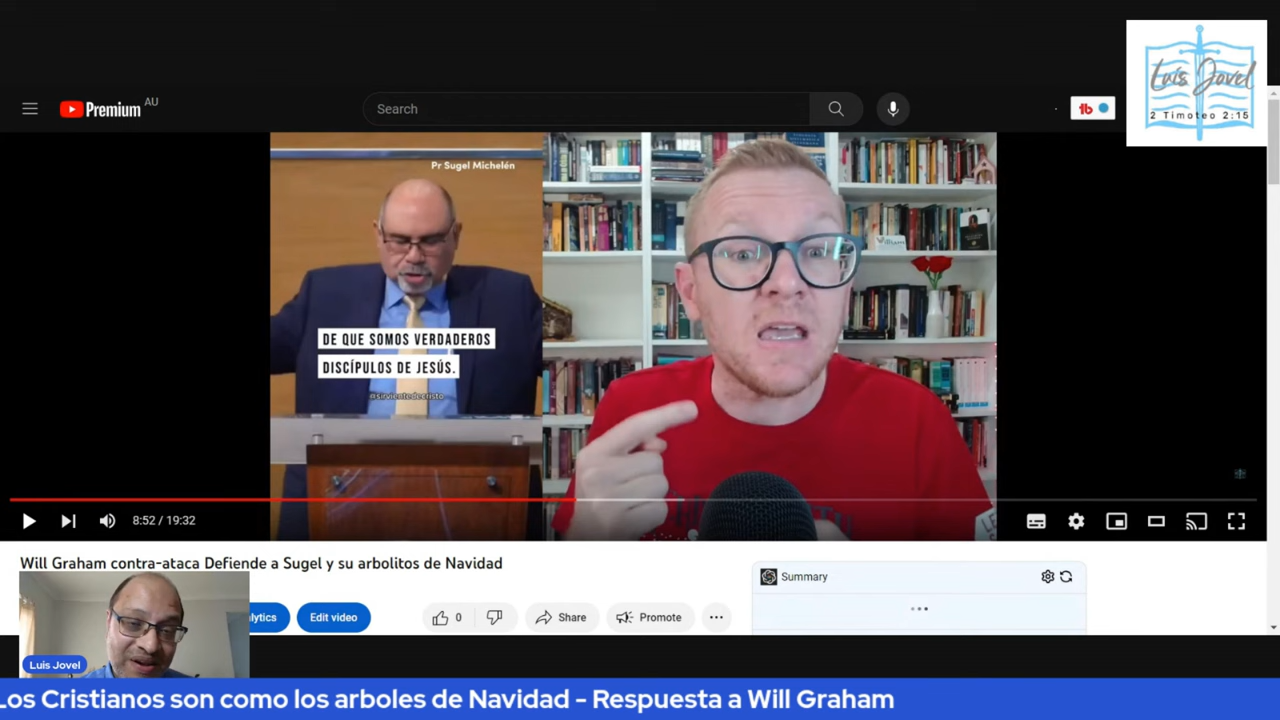 Luis Jovel
2 Timoteo 2:15
Premium AU
Search
Pr Sugel Michelén
DE QUE SOMOS VERDADEROS
DISCÍPULOS DE JESÚS.
@sirvientedecristo
8:52 / 19:32
Will Graham contra-ataca Defiende a Sugel y su arbolitos de Navidad
Summary
lytics
Edit video
0
Share
Promote
Luis Jovel
Los Cristianos son como los arboles de Navidad - Respuesta a Will Graham